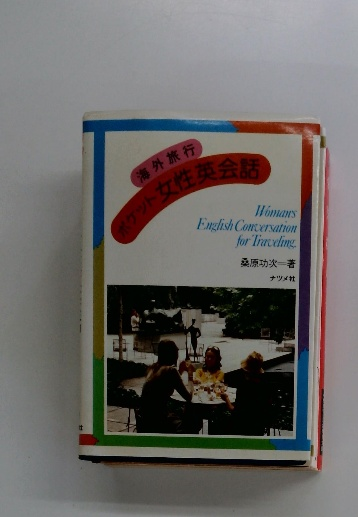 海外旅行
ポケット女性英会話
Woman's
English Conversation
for Traveling.
桑原功次＝著
ナツメ社